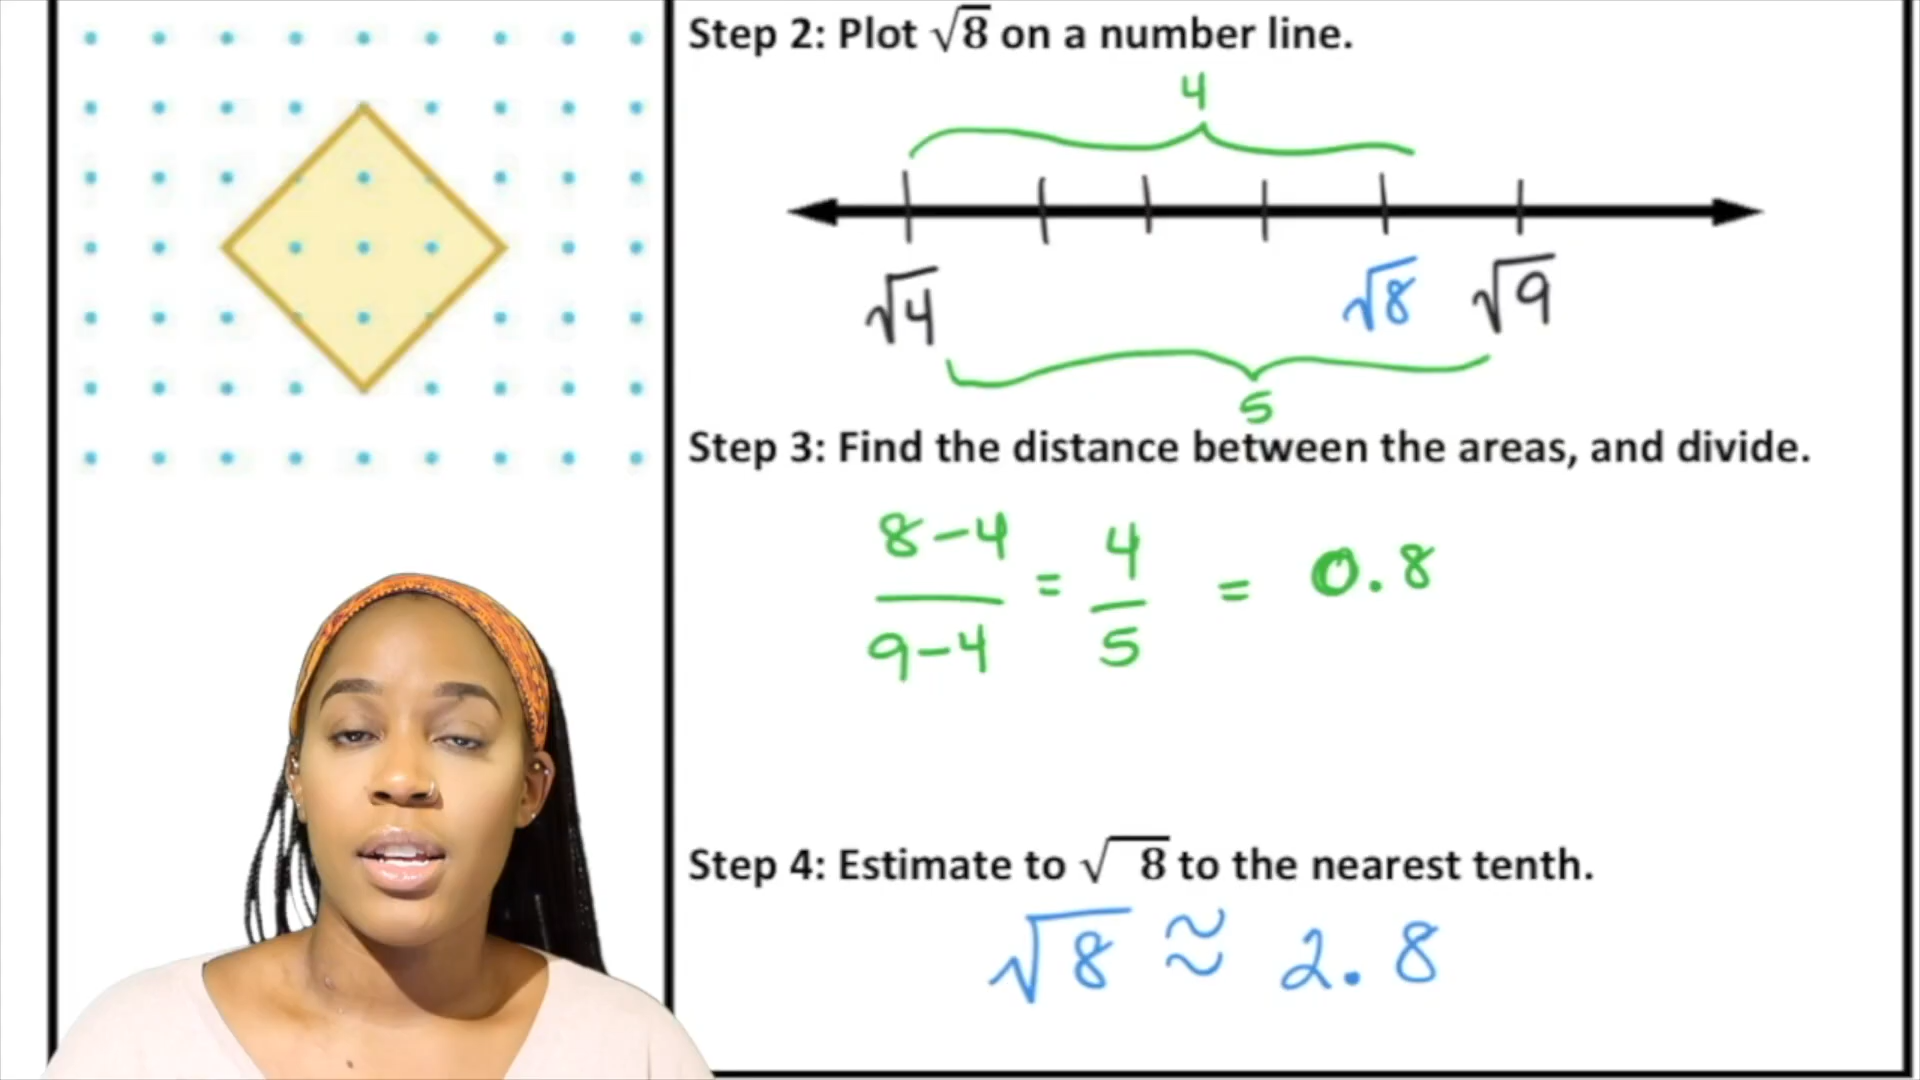 Step 2: Plot √8 on a number line.
4
√4 √8 √9
5
Step 3: Find the distance between the areas, and divide.
8-4/9-4 = 4/5 = 0.8
Step 4: Estimate to √ 8 to the nearest tenth.
√8 ≈ 2.8